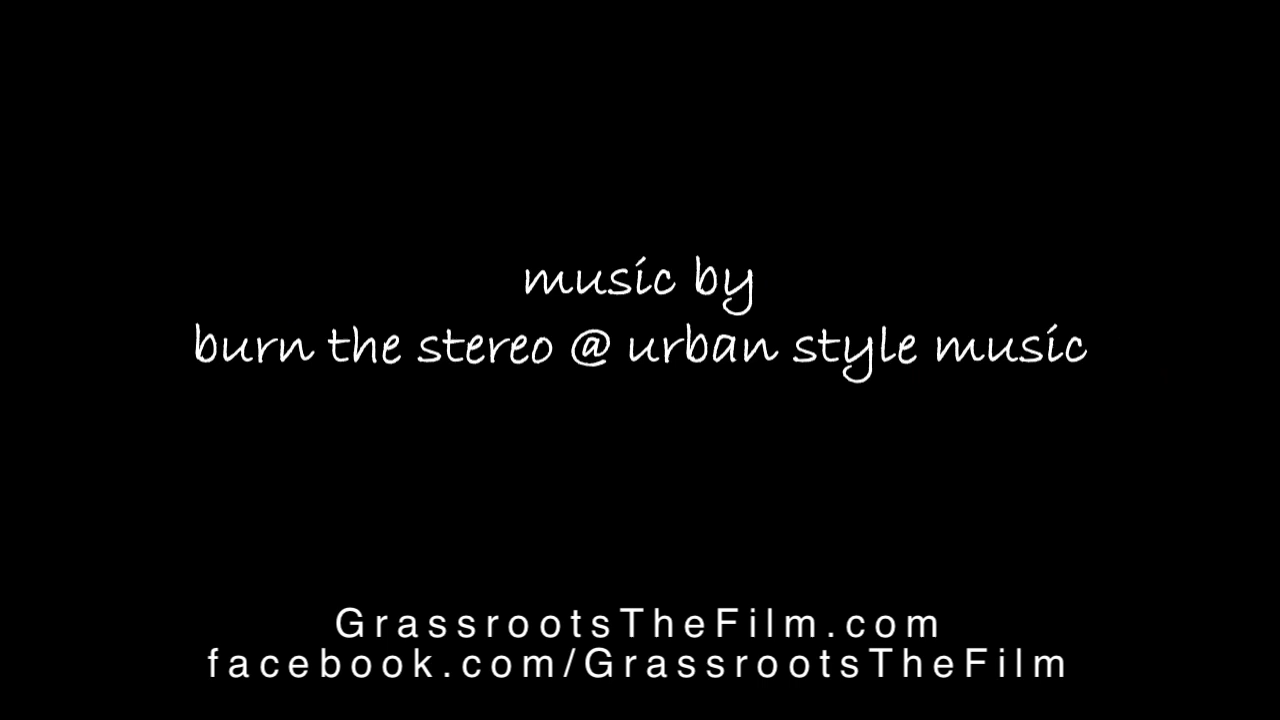 music by
burn the stereo @ urban style music
GrassrootsTheFilm.com
facebook.com/GrassrootsTheFilm